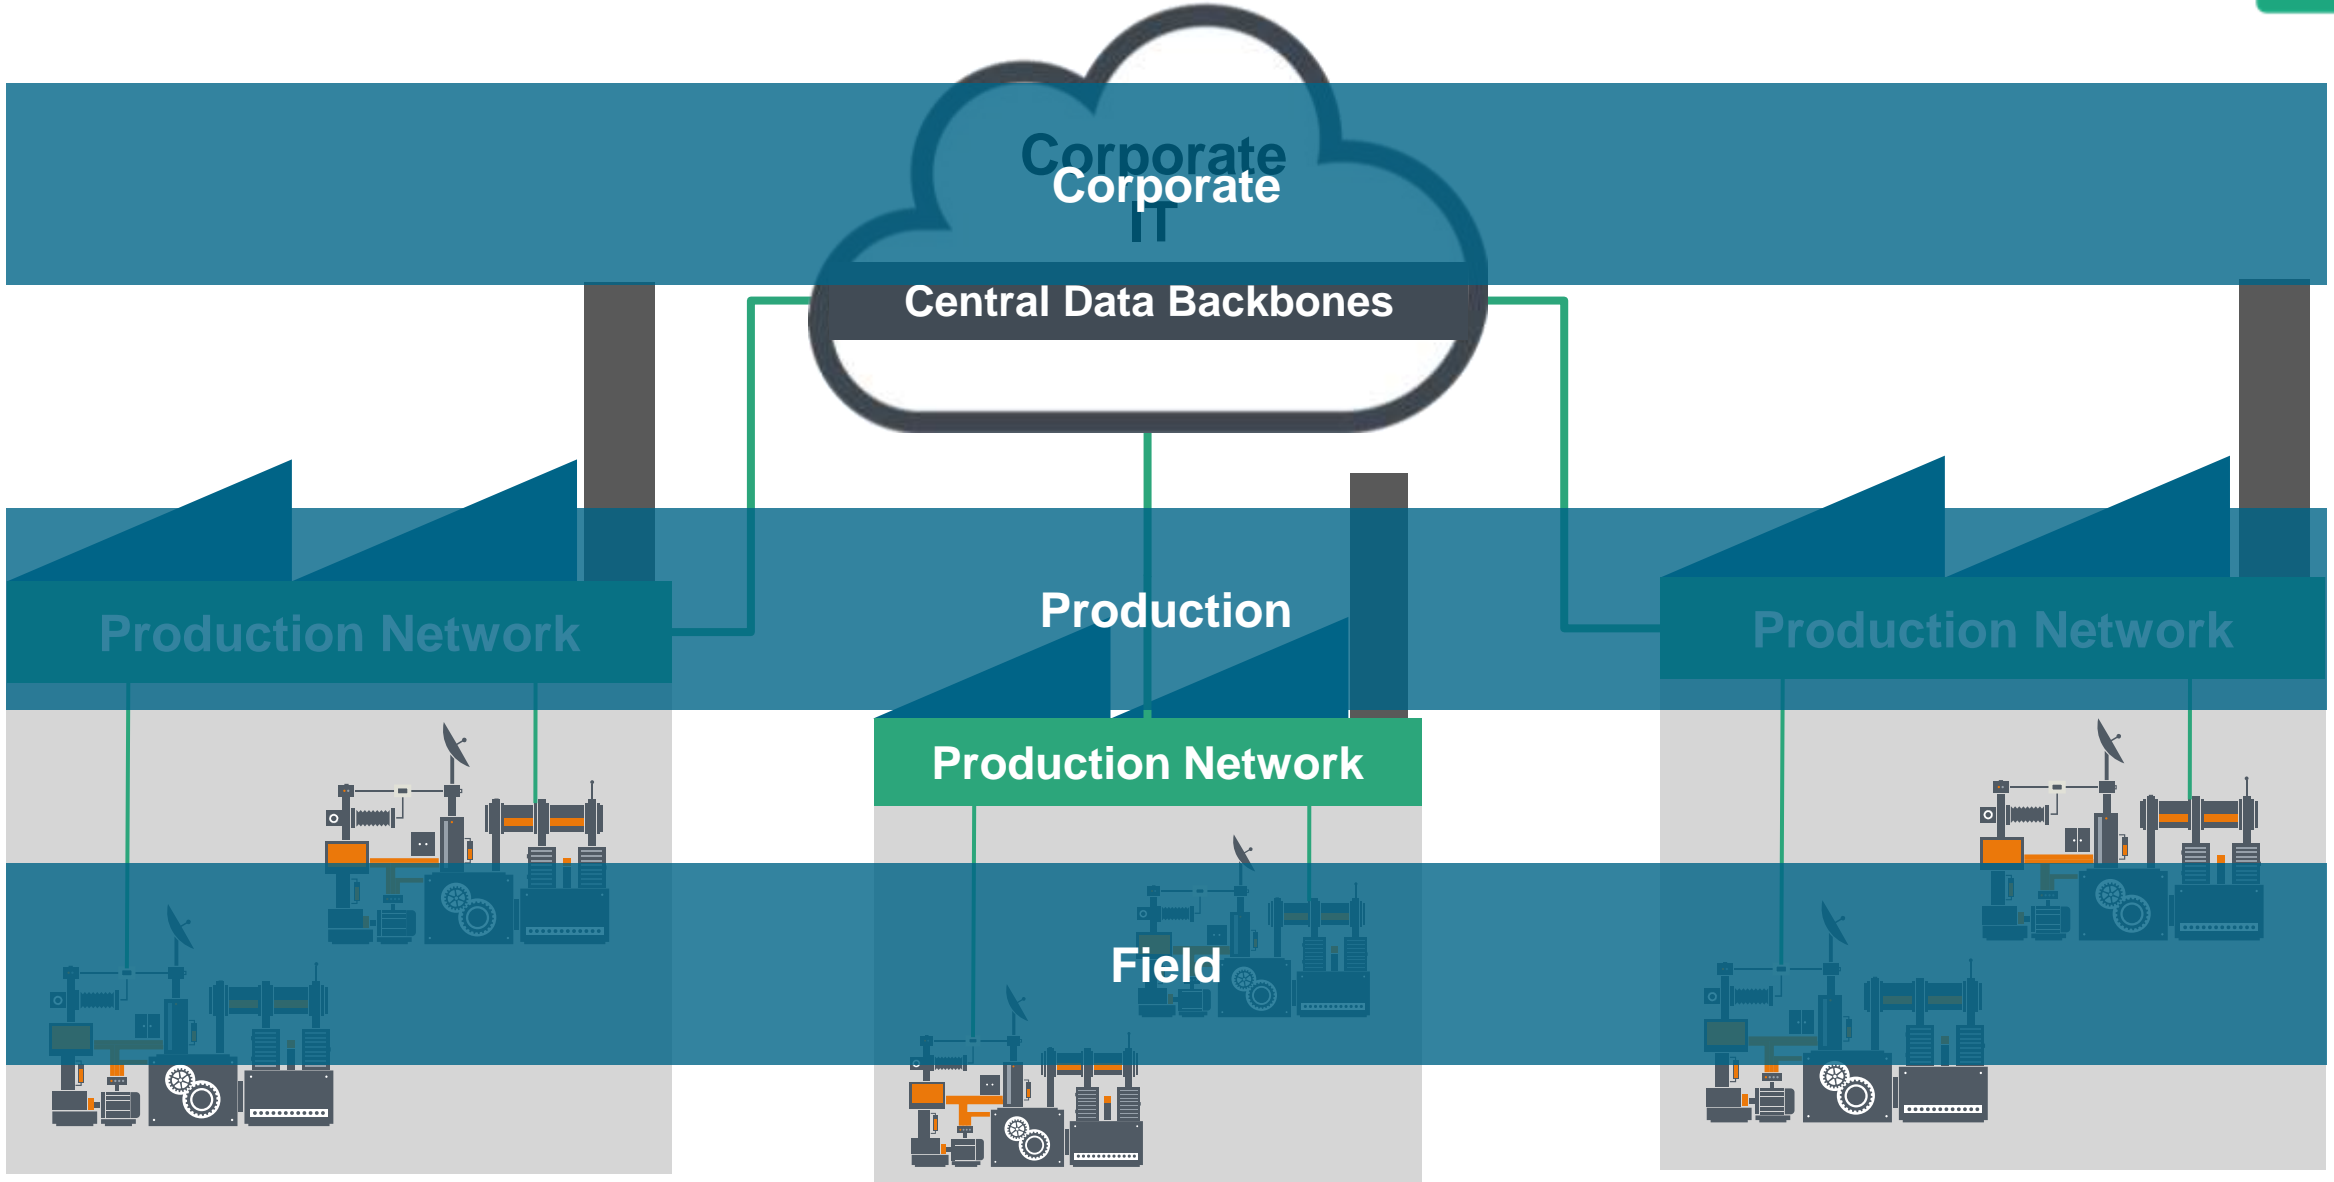 Corporate
IT
Corporate
Central Data Backbones
Production
Production Network
Production Network
Production Network
Field